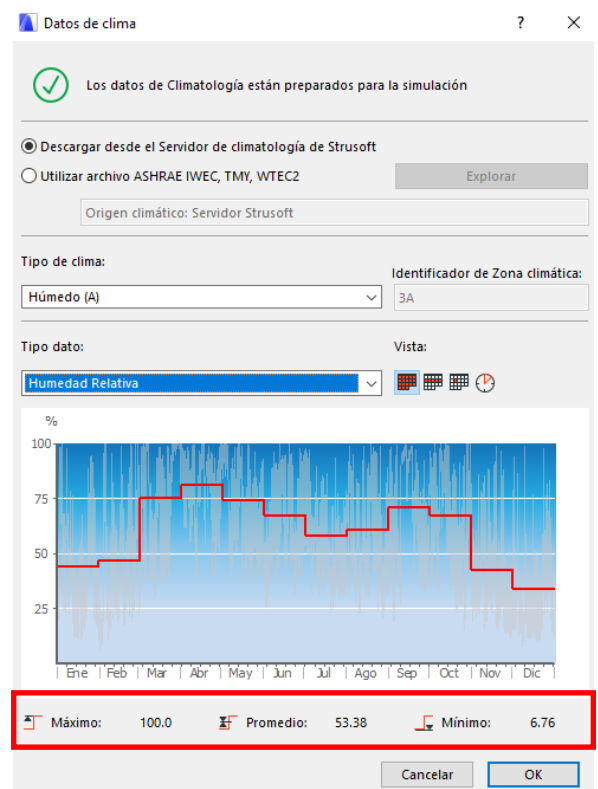 Datos de clima ? ×
Los datos de Climatología están preparados para la simulación
Descargar desde el Servidor de climatología de Strusoft
Utilizar archivo ASHRAE IWEC, TMY, WTEC2 Explorar
Origen climático: Servidor Strusoft
Tipo de clima:
Identificador de Zona climática:
Húmedo (A) 3A
Tipo dato: Vista:
Humedad Relativa
%
100
75
50
25
Ene Feb Mar Abr May Jun Jul Ago Sep Oct Nov Dic
Máximo: 100.0 Promedio: 53.38 Mínimo: 6.76
Cancelar OK